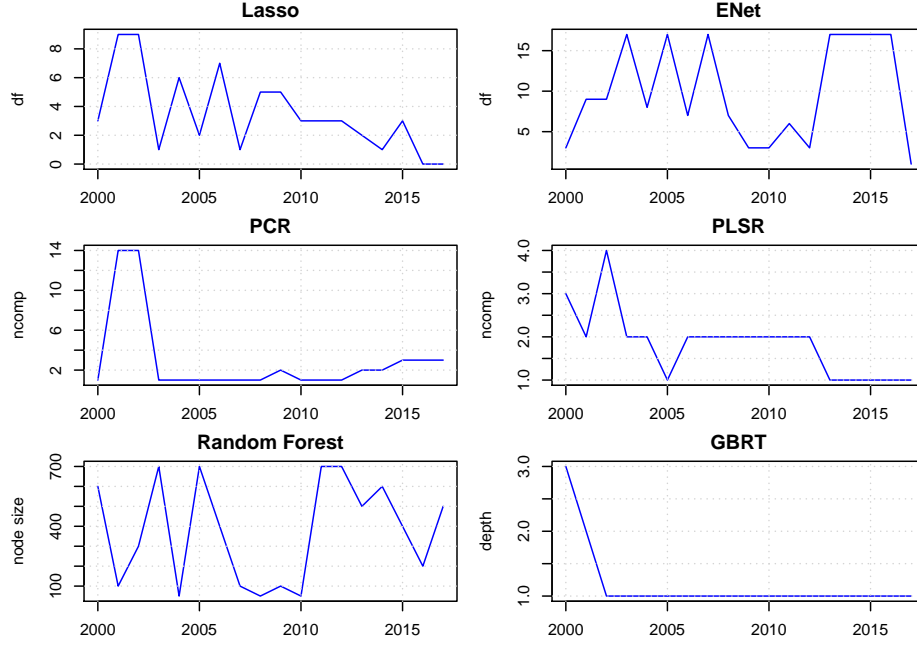 Lasso
df
0 2 4 6 8
2000 2005 2010 2015
ENet
df
5 10 15
2000 2005 2010 2015
PCR
ncomp
2 6 10 14
2000 2005 2010 2015
PLSR
ncomp
1.0 2.0 3.0 4.0
2000 2005 2010 2015
Random Forest
node size
100 400 700
2000 2005 2010 2015
GBRT
depth
1.0 2.0 3.0
2000 2005 2010 2015